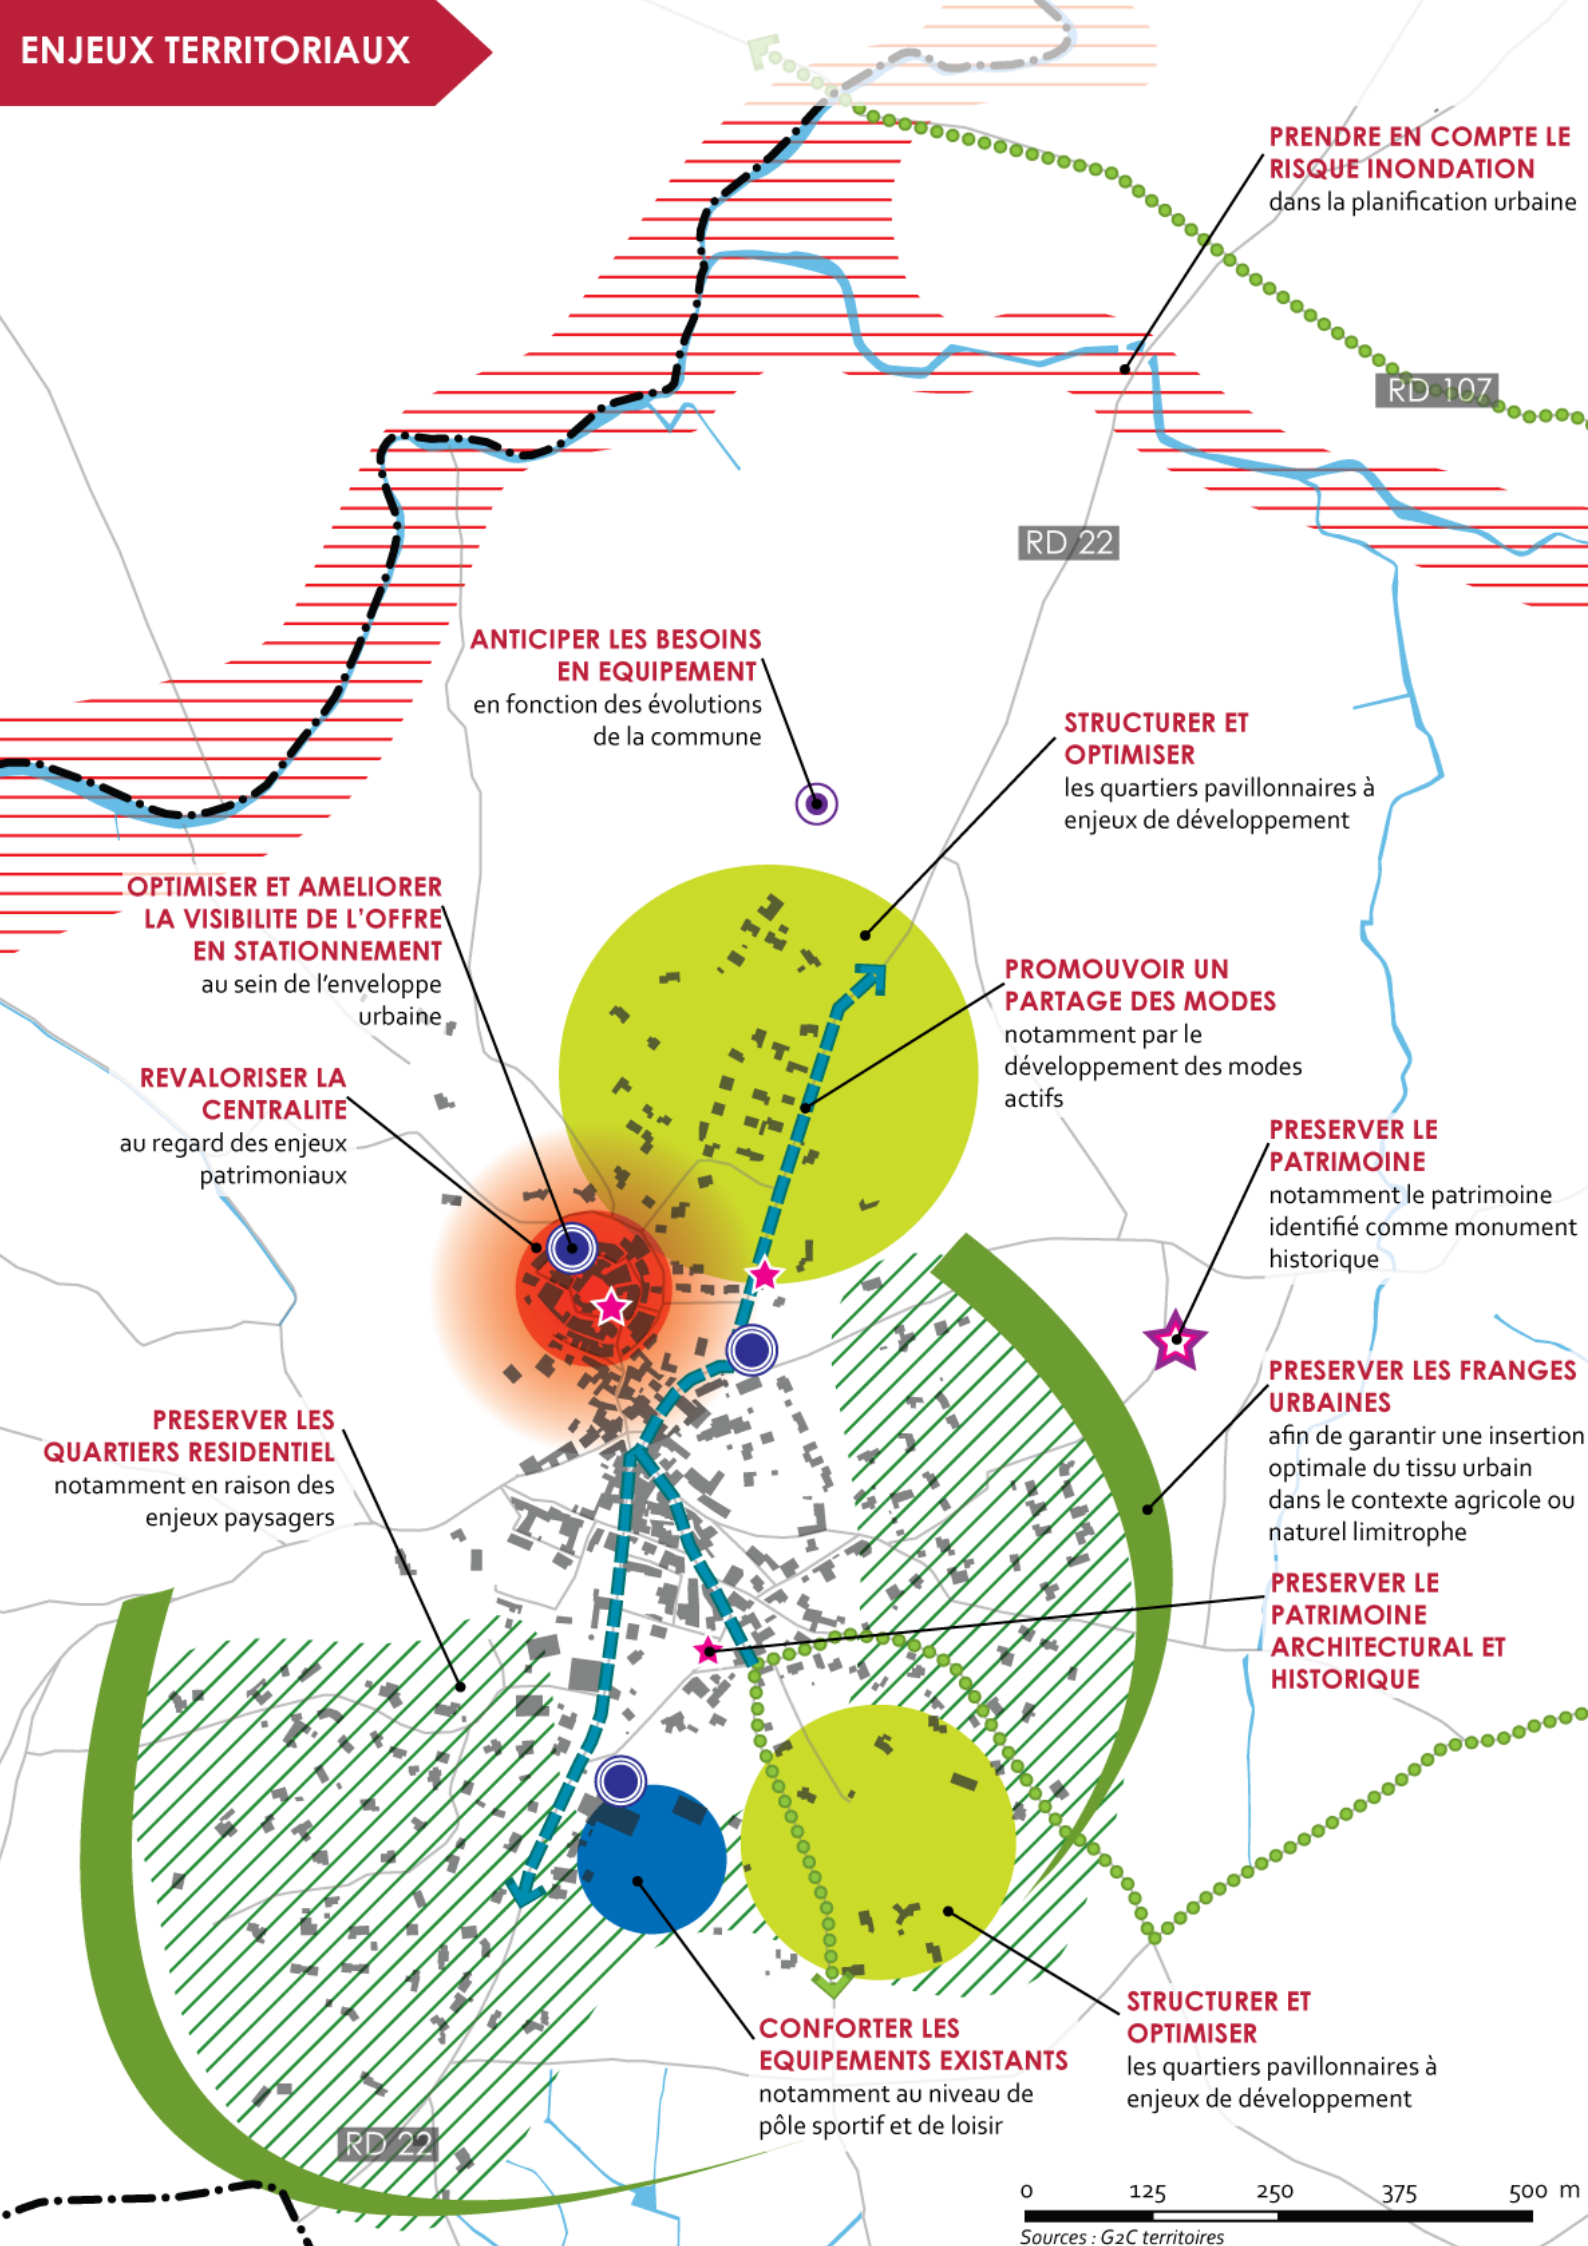 ENJEUX TERRITORIAUX
PRENDRE EN COMPTE LE
RISQUE INONDATION
dans la planification urbaine
RD 107
RD 22
ANTICIPER LES BESOINS
EN EQUIPEMENT
en fonction des évolutions
de la commune
STRUCTURER ET
OPTIMISER
les quartiers pavillonnaires à
enjeux de développement
OPTIMISER ET AMELIORER
LA VISIBILITE DE L'OFFRE
EN STATIONNEMENT
au sein de l'enveloppe
urbaine
PROMOUVOIR UN
PARTAGE DES MODES
notamment par le
développement des modes
actifs
REVALORISER LA
CENTRALITE
au regard des enjeux
patrimoniaux
PRESERVER LE
PATRIMOINE
notamment le patrimoine
identifié comme monument
historique
PRESERVER LES FRANGES
URBAINES
afin de garantir une insertion
optimale du tissu urbain
dans le contexte agricole ou
naturel limitrophe
PRESERVER LES
QUARTIERS RESIDENTIEL
notamment en raison des
enjeux paysagers
PRESERVER LE
PATRIMOINE
ARCHITECTURAL ET
HISTORIQUE
STRUCTURER ET
OPTIMISER
les quartiers pavillonnaires à
enjeux de développement
CONFORTER LES
EQUIPEMENTS EXISTANTS
notamment au niveau de
pôle sportif et de loisir
RD 22
0 125 250 375 500 m
Sources : G2C territoires